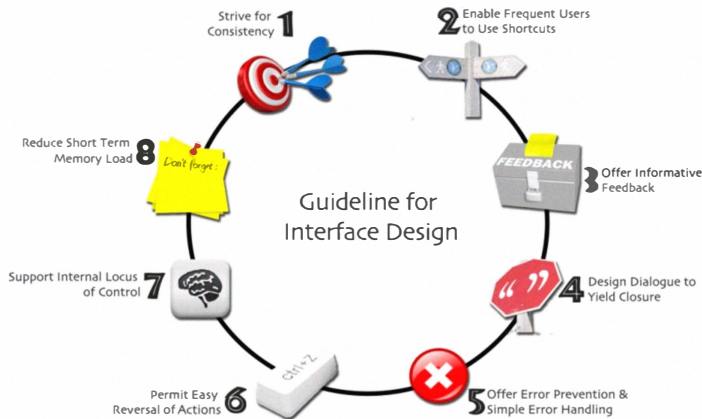 Guideline for
Interface Design
1
Strive for
Consistency
2
Enable Frequent Users
to Use Shortcuts
FEEDBACK
3
Offer Informative
Feedback
“ ”
4
Design Dialogue to
Yield Closure
5
Offer Error Prevention &
Simple Error Handling
ctrl+Z
6
Permit Easy
Reversal of Actions
7
Support Internal Locus
of Control
8
Reduce Short Term
Memory Load
Don't forget: